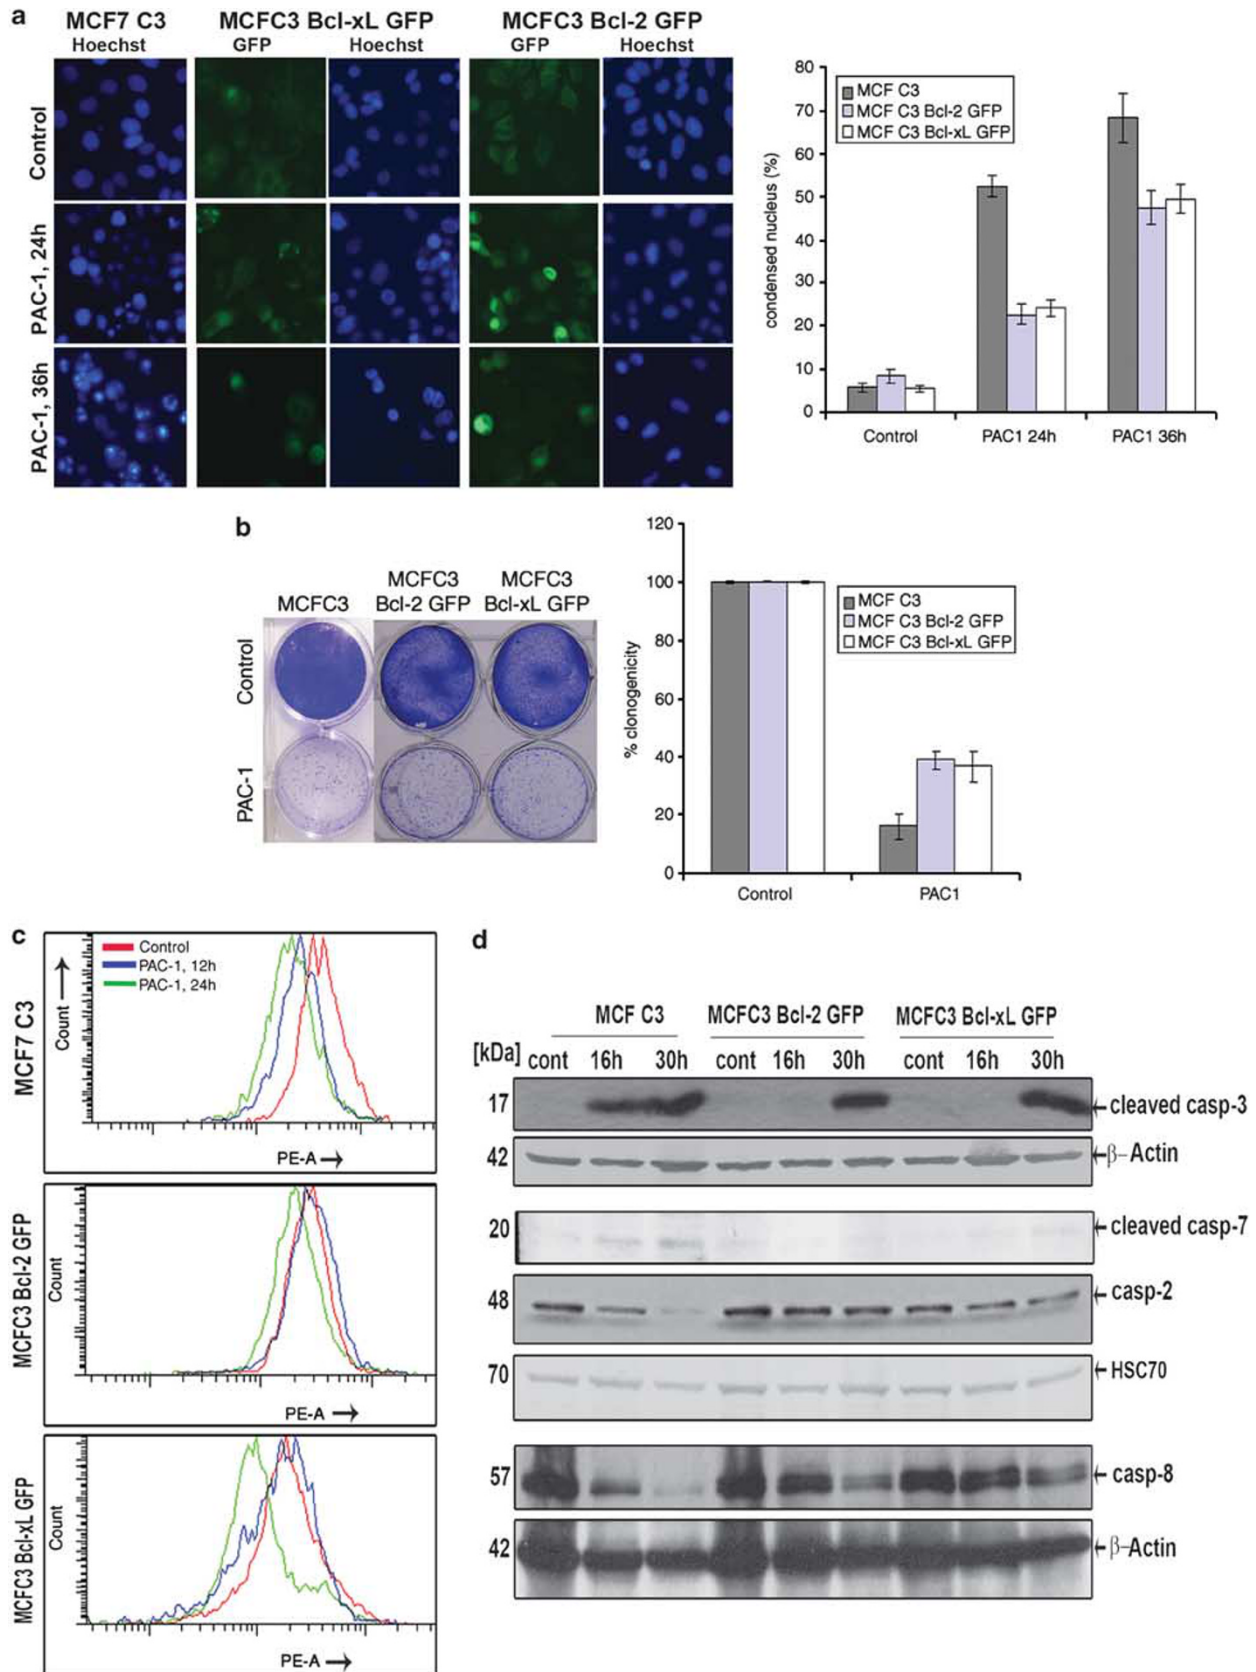 a
MCF7 C3 MCFC3 Bcl-xL GFP MCFC3 Bcl-2 GFP
Hoechst GFP Hoechst GFP Hoechst
Control
PAC-1, 24h
PAC-1, 36h
condensed nucleus (%)
80
70
60
50
40
30
20
10
0
MCF C3
MCF C3 Bcl-2 GFP
MCF C3 Bcl-xL GFP
Control PAC1 24h PAC1 36h
b
MCFC3 MCFC3 Bcl-2 GFP MCFC3 Bcl-xL GFP
Control
PAC-1
% clonogenicity
120
100
80
60
40
20
0
MCF C3
MCF C3 Bcl-2 GFP
MCF C3 Bcl-xL GFP
Control PAC1
c
MCF7 C3
Count
Control
PAC-1, 12h
PAC-1, 24h
PE-A
MCFC3 Bcl-2 GFP
Count
PE-A
MCFC3 Bcl-xL GFP
Count
PE-A
d
MCF C3 MCFC3 Bcl-2 GFP MCFC3 Bcl-xL GFP
[kDa] cont 16h 30h cont 16h 30h cont 16h 30h
17 cleaved casp-3
42 β-Actin
20 cleaved casp-7
48 casp-2
70 HSC70
57 casp-8
42 β-Actin